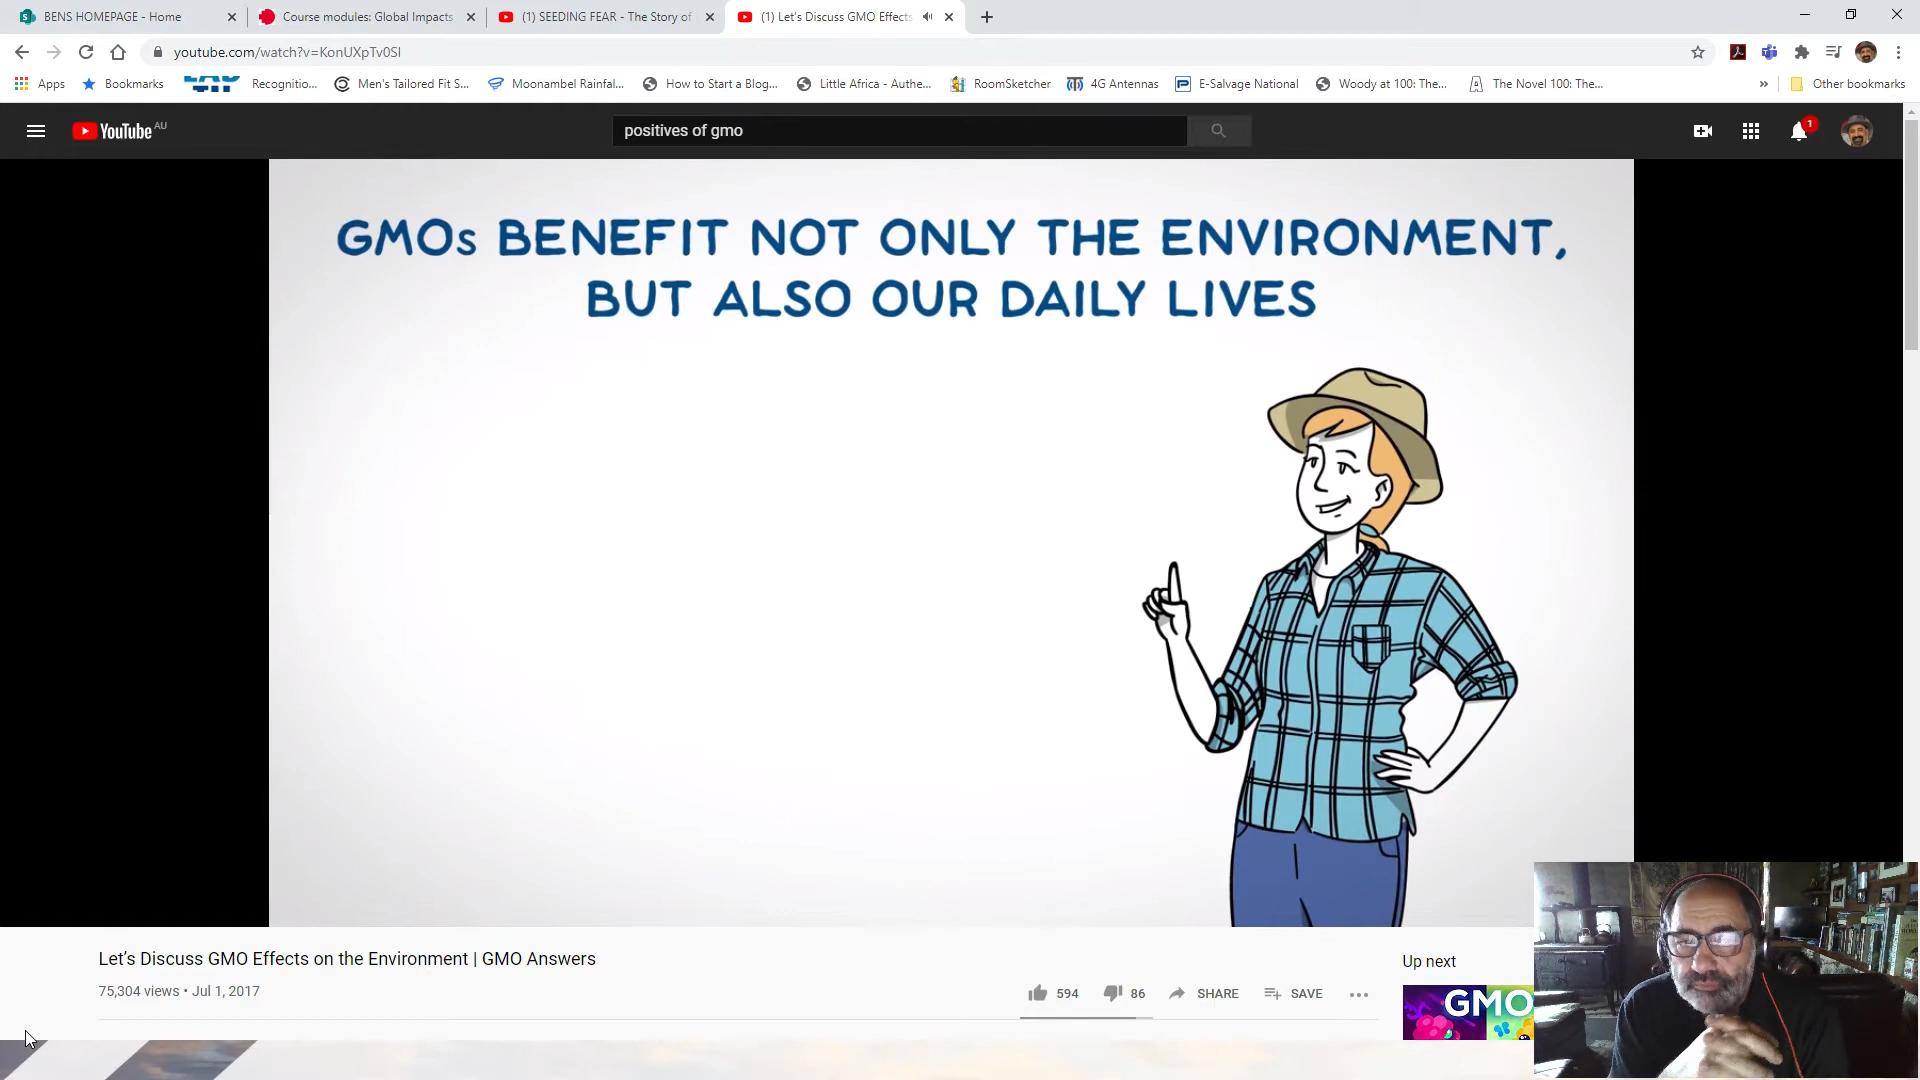 BENS HOMEPAGE - Home
Course modules: Global Impacts
(1) SEEDING FEAR - The Story of
(1) Let's Discuss GMO Effects
youtube.com/watch?v=KonUXpTv0SI
Apps
Bookmarks
Recognitio...
Men's Tailored Fit S...
Moonambel Rainfal...
How to Start a Blog...
Little Africa - Authe...
RoomSketcher
4G Antennas
E-Salvage National
Woody at 100: The...
The Novel 100: The...
»
Other bookmarks
YouTube AU
positives of gmo
1
GMOs BENEFIT NOT ONLY THE ENVIRONMENT,
BUT ALSO OUR DAILY LIVES
Let’s Discuss GMO Effects on the Environment | GMO Answers
75,304 views • Jul 1, 2017
594
86
SHARE
SAVE
Up next
GMO